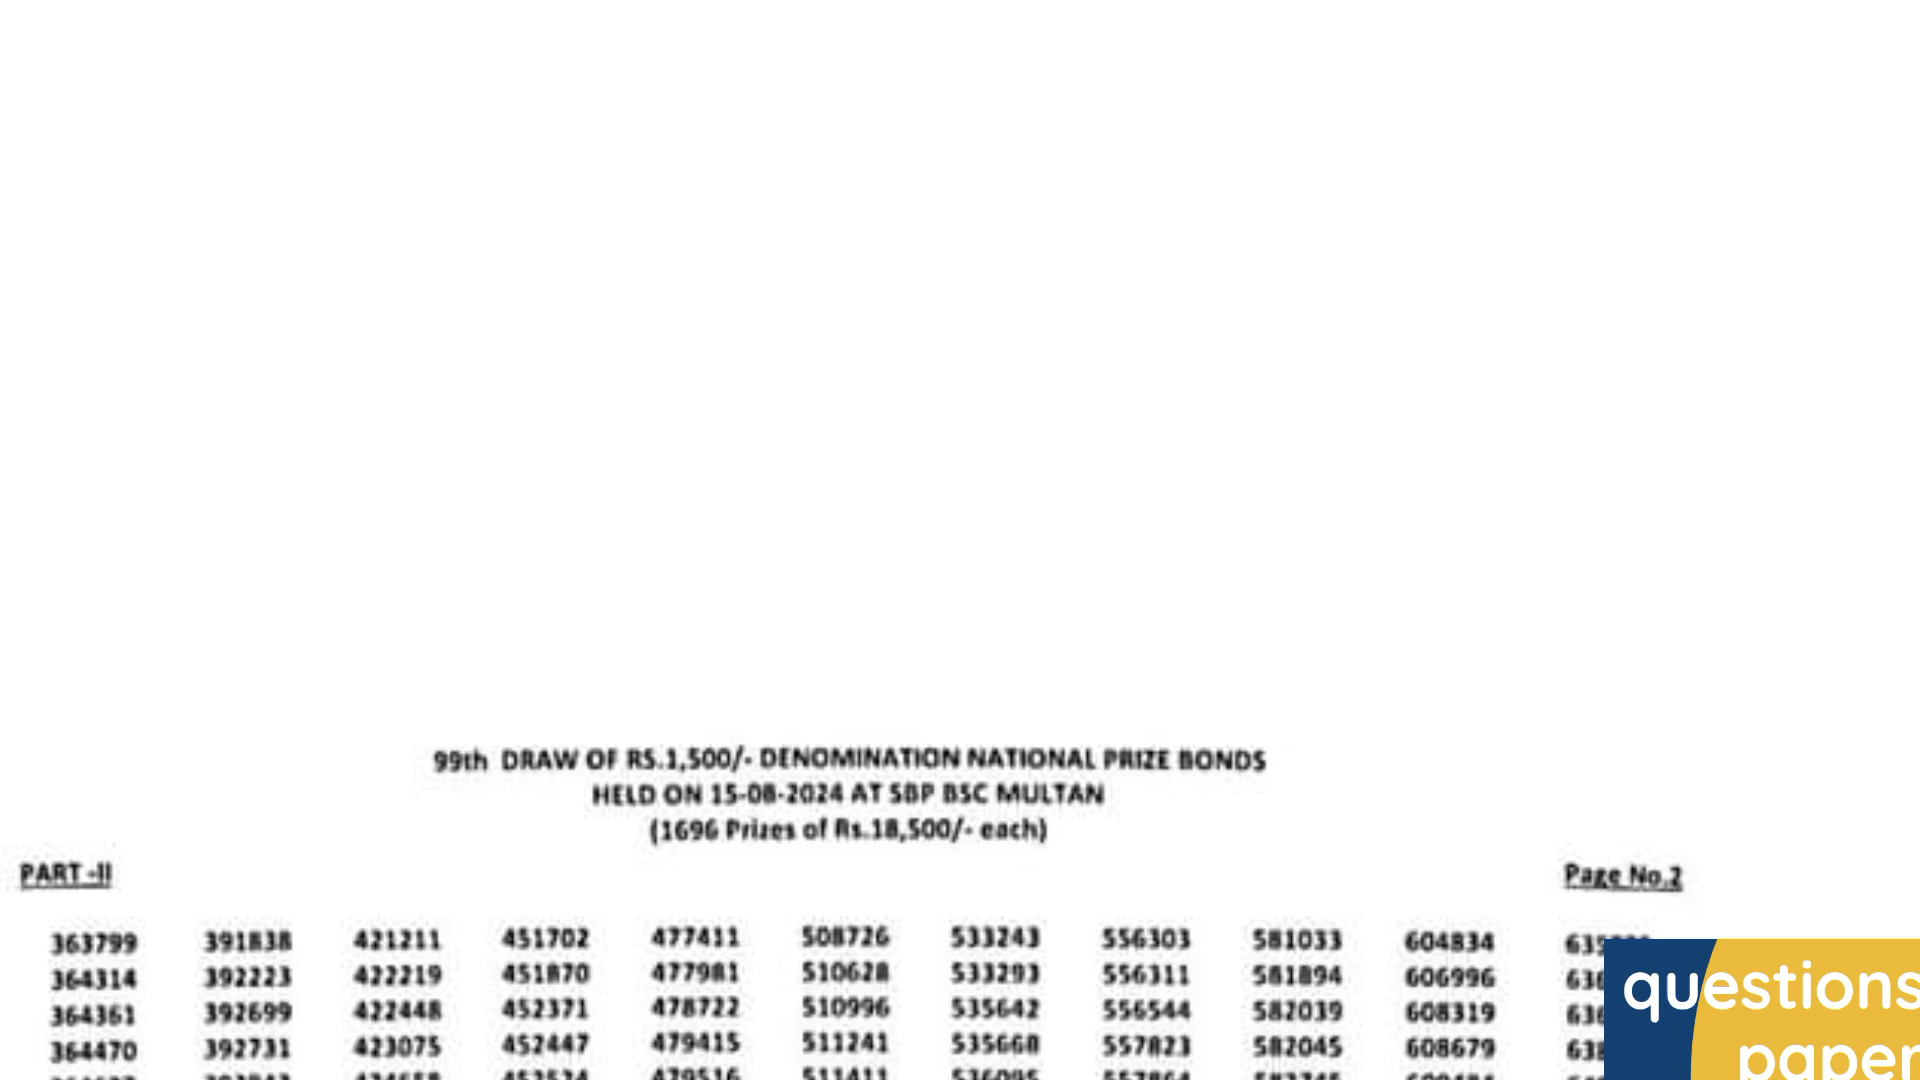 99th DRAW OF RS.1,500/- DENOMINATION NATIONAL PRIZE BONDS
HELD ON 15-08-2024 AT SBP BSC MULTAN
(1696 Prizes of Rs.18,500/- each)
PART -II Page No.2
363799 391838 421211 451702 477411 508726 533243 556303 581033 604834
364314 392223 422219 451870 477981 510628 533293 556311 581894 606996
364361 392699 422448 452371 478722 510996 535642 556544 582039 608319
364470 392731 423075 452447 479415 511241 535668 557823 582045 608679
questions
paper